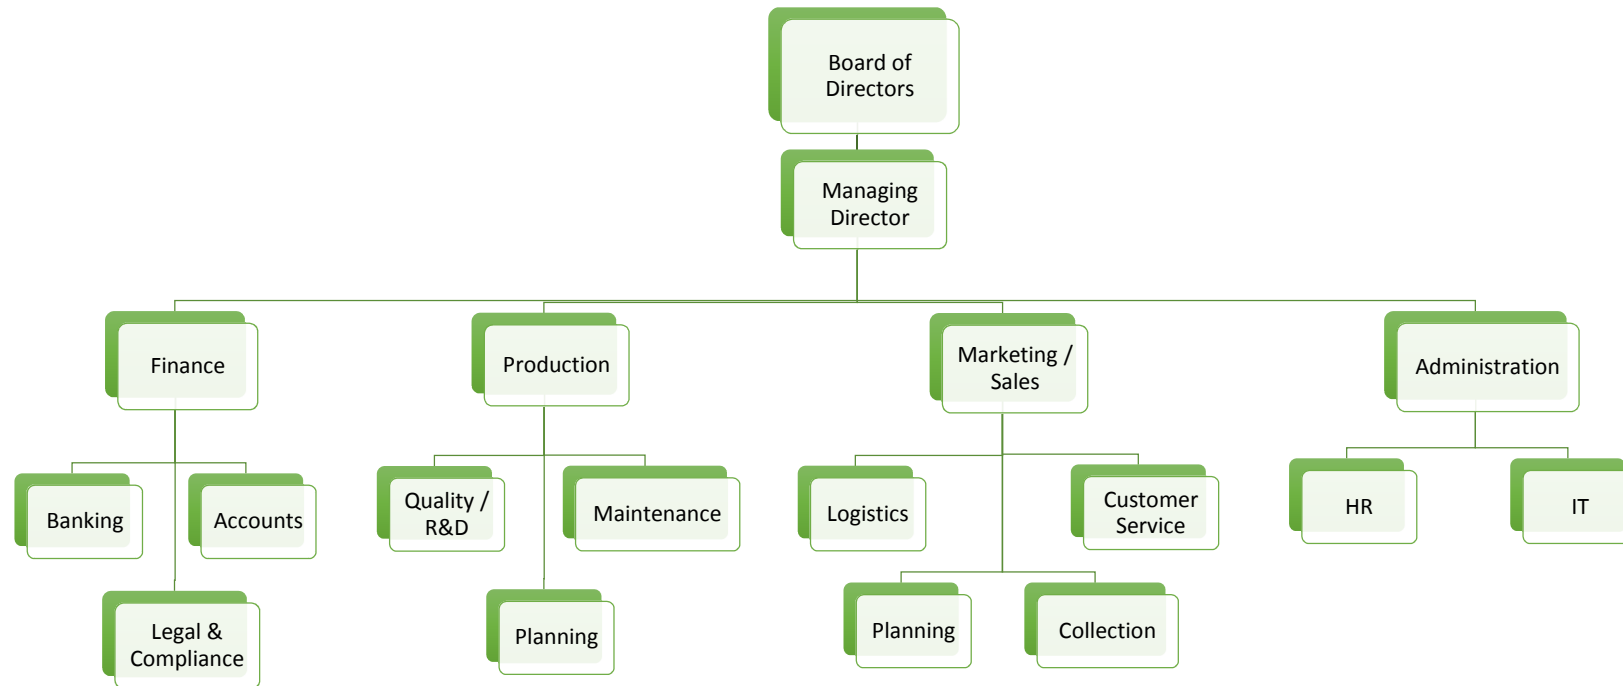 Board of
Directors
Managing
Director
Finance
Production
Marketing /
Sales
Administration
Banking
Accounts
Quality /
R&D
Maintenance
Logistics
Customer
Service
HR
IT
Legal &
Compliance
Planning
Planning
Collection